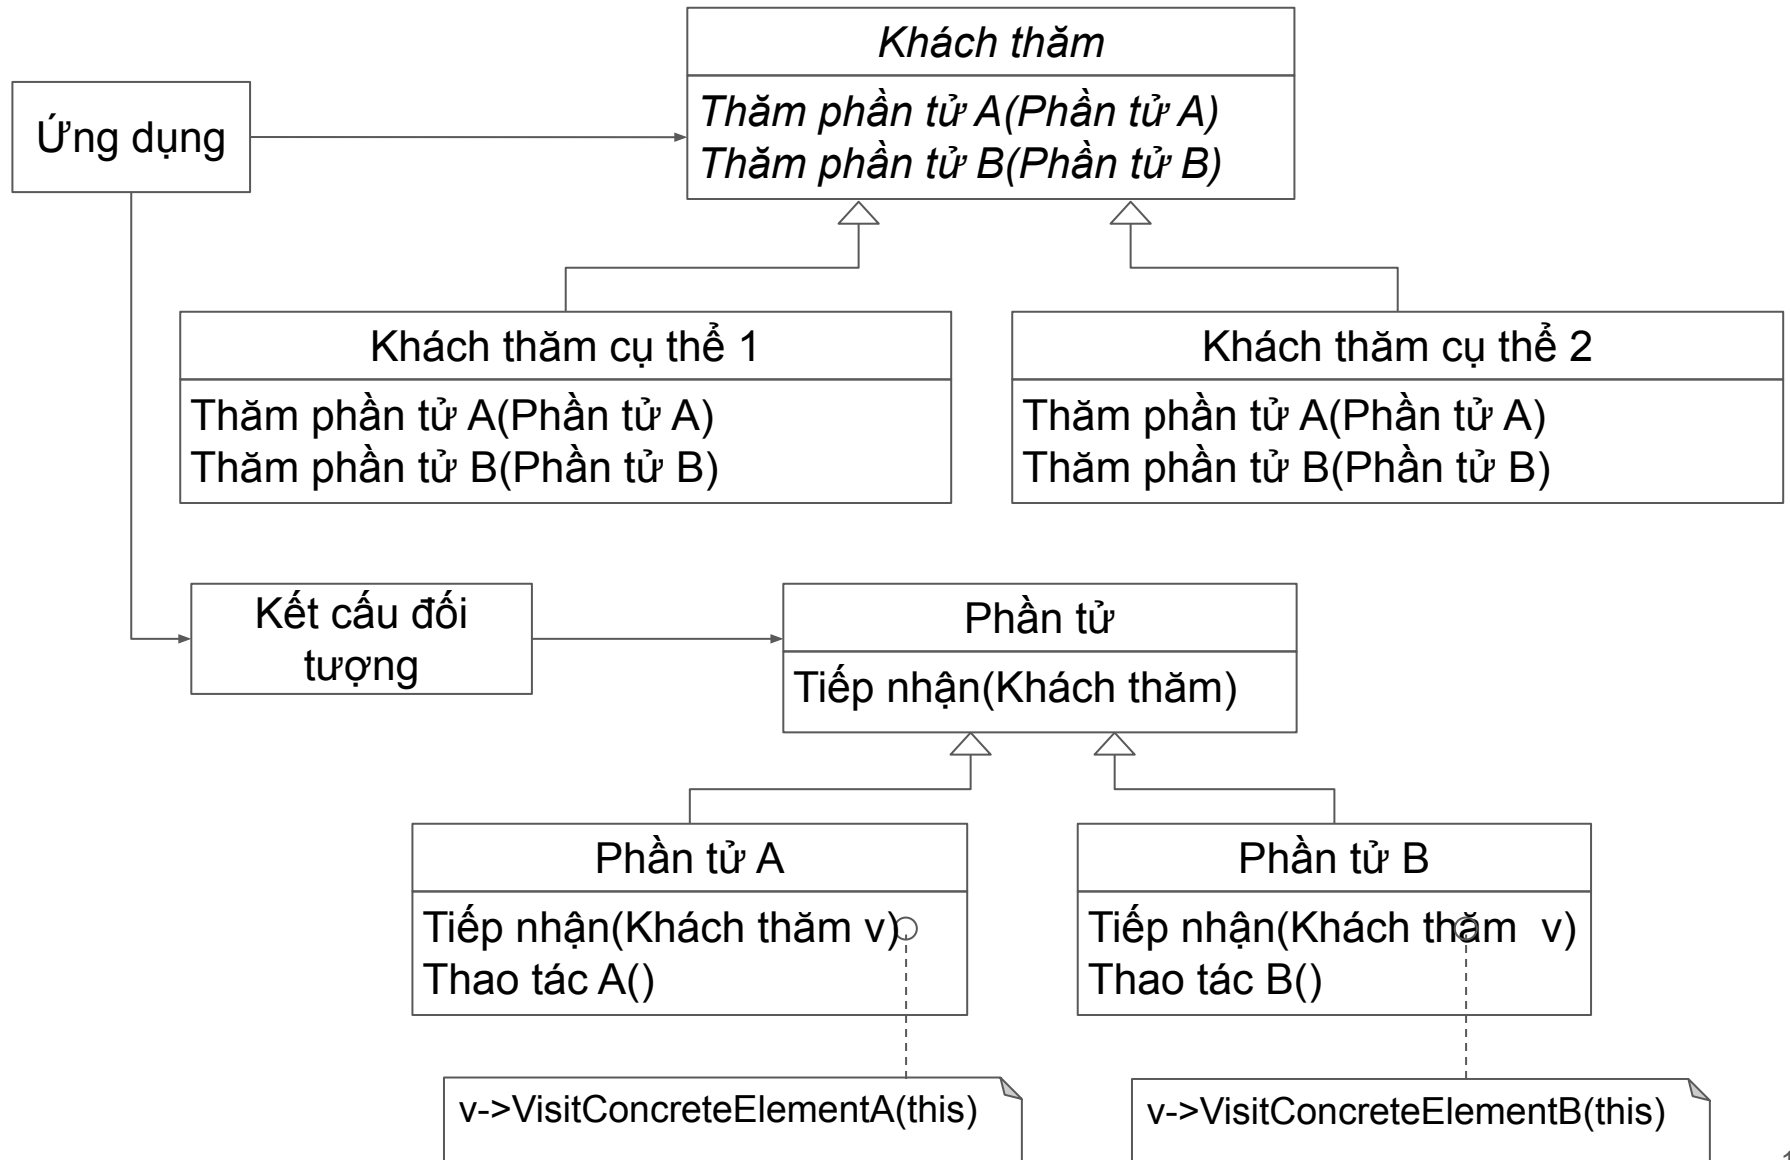 Khách thăm
Thăm phần tử A(Phần tử A)
Thăm phần tử B(Phần tử B)
Ứng dụng
Khách thăm cụ thể 1
Thăm phần tử A(Phần tử A)
Thăm phần tử B(Phần tử B)
Khách thăm cụ thể 2
Thăm phần tử A(Phần tử A)
Thăm phần tử B(Phần tử B)
Kết cấu đối
tượng
Phần tử
Tiếp nhận(Khách thăm)
Phần tử A
Tiếp nhận(Khách thăm v)
Thao tác A()
Phần tử B
Tiếp nhận(Khách thăm v)
Thao tác B()
v->VisitConcreteElementA(this)
v->VisitConcreteElementB(this)